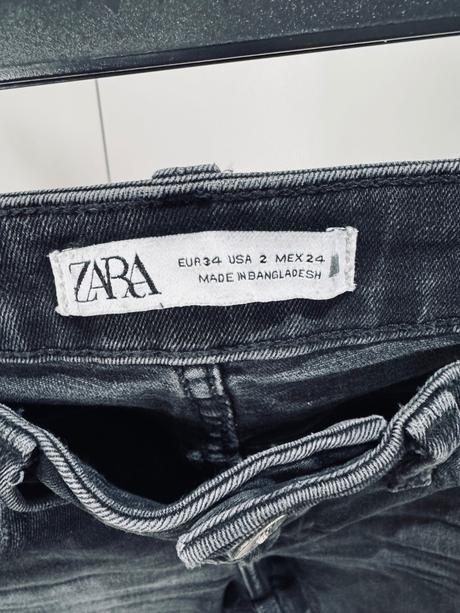 ZARA
EUR 34 USA 2 MEX 24
MADE IN BANGLADESH